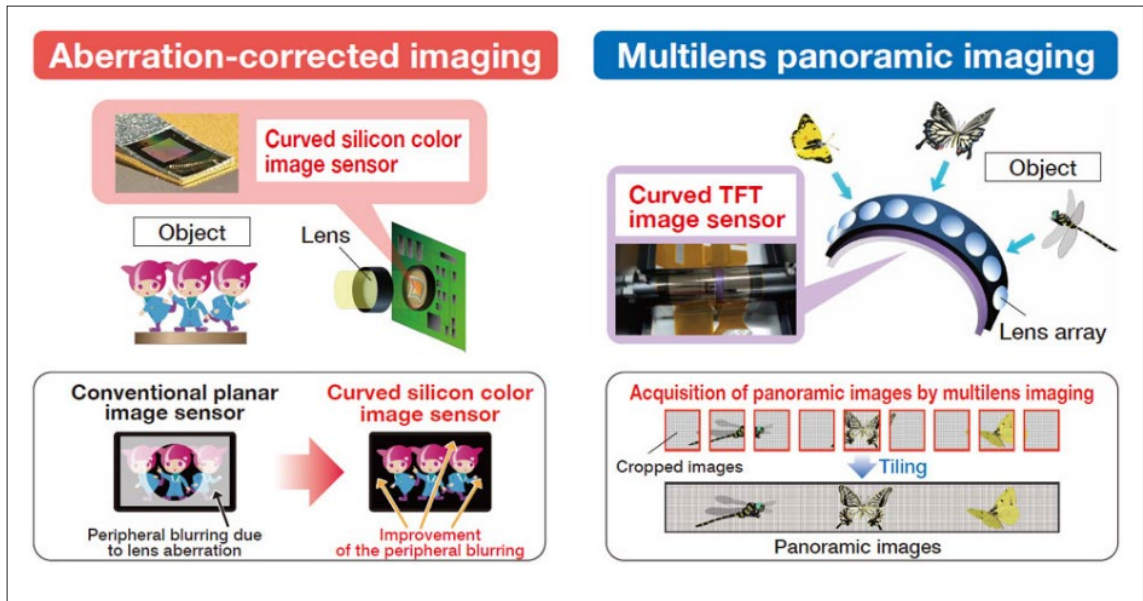 Aberration-corrected imaging
Curved silicon color
image sensor
Object
Lens
Conventional planar
image sensor
Curved silicon color
image sensor
Peripheral blurring due
to lens aberration
Improvement
of the peripheral blurring
Multilens panoramic imaging
Object
Curved TFT
image sensor
Lens array
Acquisition of panoramic images by multilens imaging
Cropped images
Tiling
Panoramic images